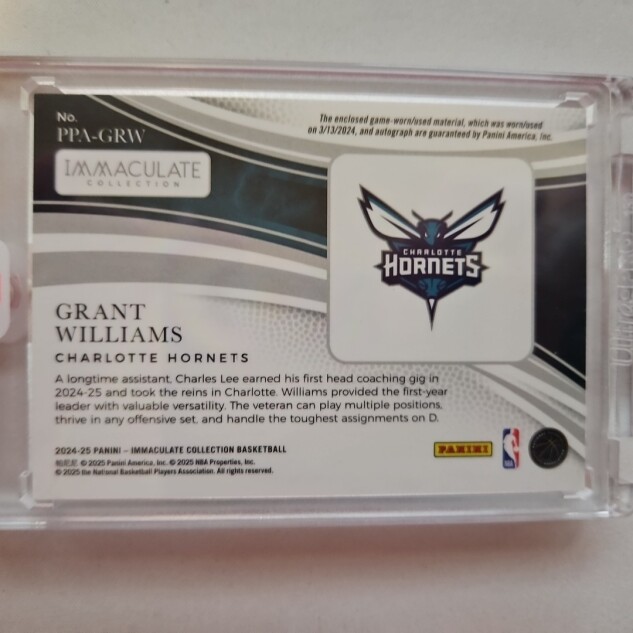 No.
PPA-GRW
IMMACULATE
COLLECTION
The enclosed game-worn/used material, which was worn/used
on 3/13/2024, and autograph are guaranteed by Panini America, Inc.
CHARLOTTE
HORNETS
GRANT
WILLIAMS
CHARLOTTE HORNETS
A longtime assistant, Charles Lee earned his first head coaching gig in
2024-25 and took the reins in Charlotte. Williams provided the first-year
leader with valuable versatility. The veteran can play multiple positions,
thrive in any offensive set, and handle the toughest assignments on D.
2024-25 PANINI – IMMACULATE COLLECTION BASKETBALL
© 2025 Panini America, Inc. © 2025 NBA Properties, Inc.
© 2025 the National Basketball Players Association. All rights reserved.
PANINI
NBA